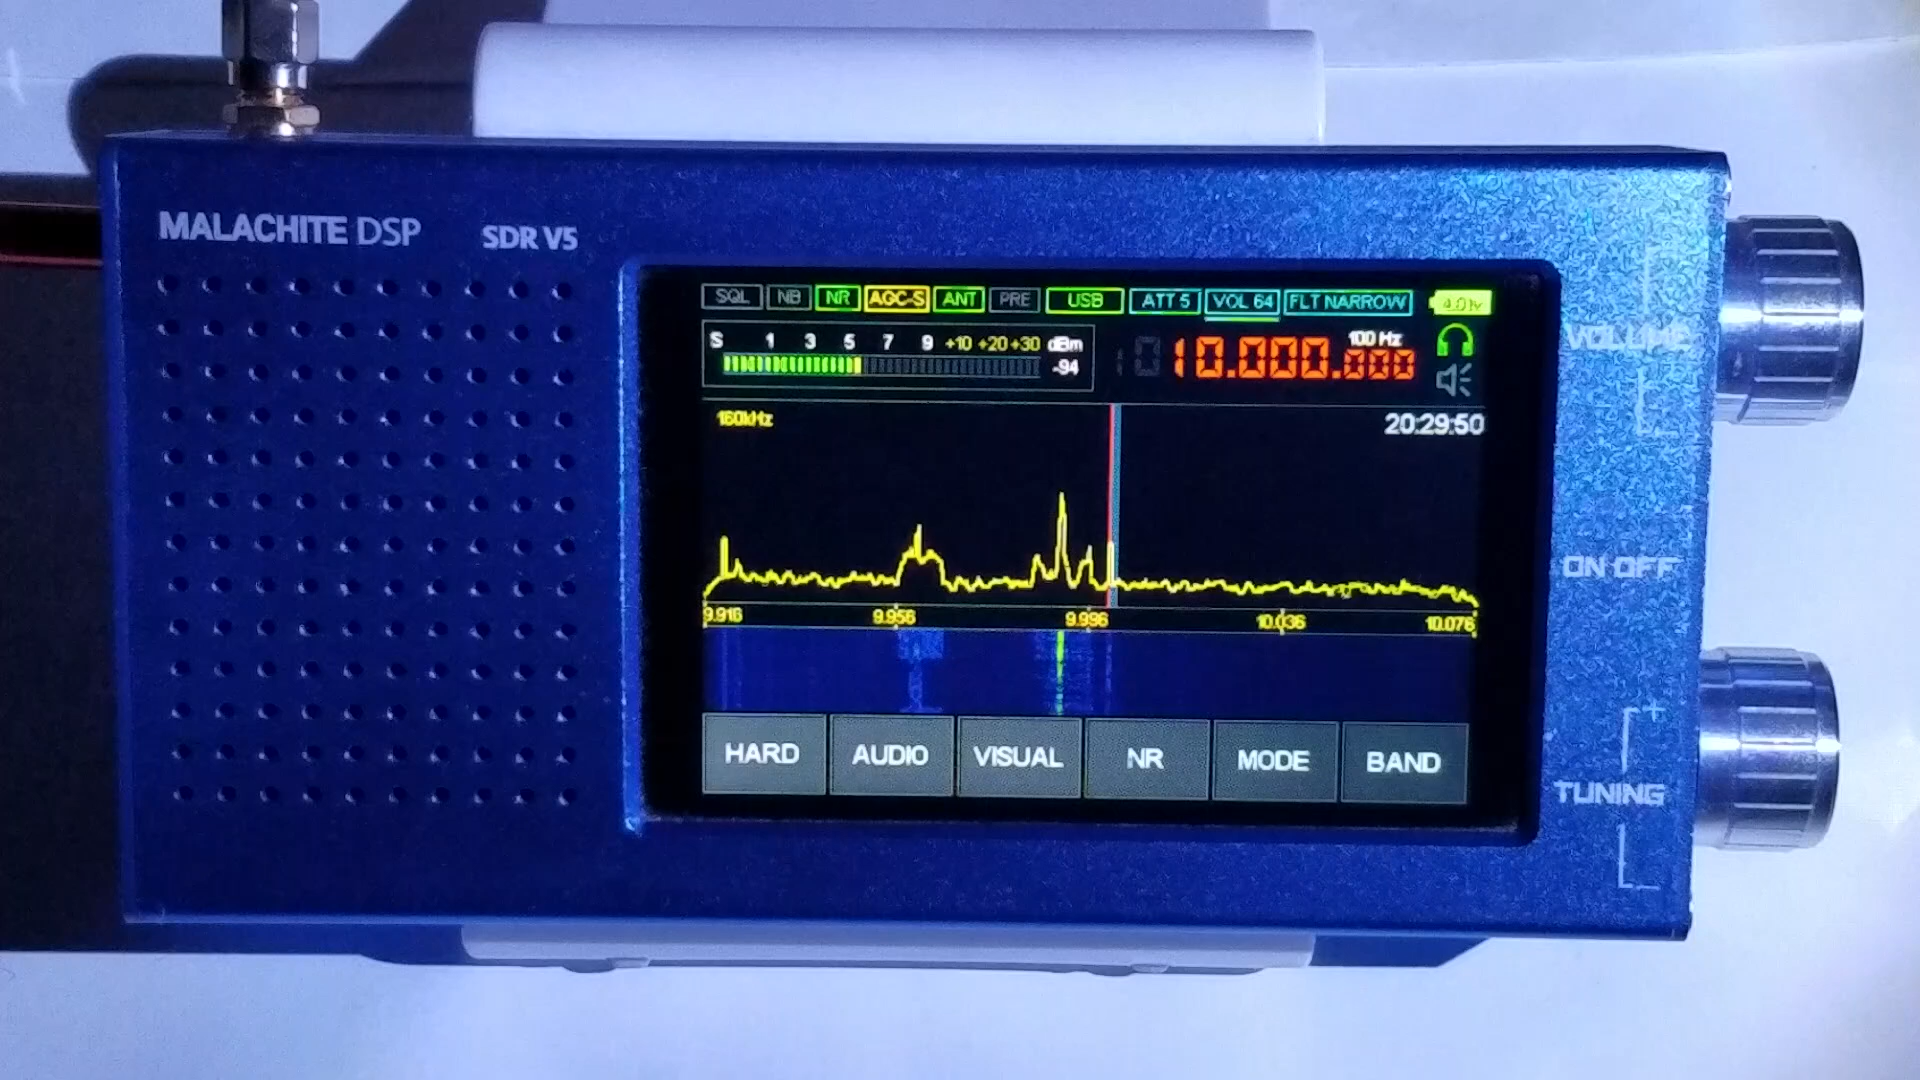 MALACHITE DSP SDR V5
SQL NB NR AGC-S ANT PRE USB ATT 5 VOL 64 FLT NARROW 4.01v
S 1 3 5 7 9 +10 +20 +30 dBm
-94
100 Hz
10.000.000
160kHz
20:29:50
9.916 9.956 9.996 10.036 10.076
HARD AUDIO VISUAL NR MODE BAND
VOLUME
ON OFF
+
TUNING
-